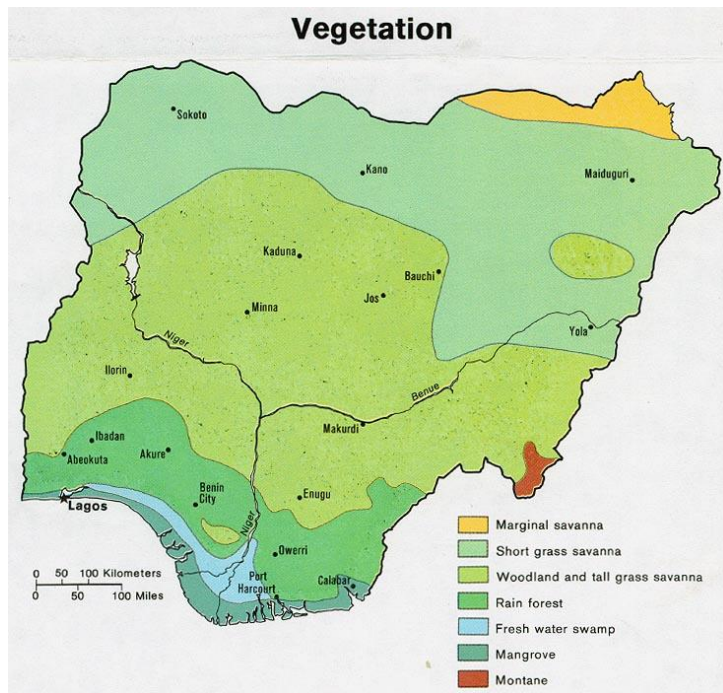 Vegetation
Sokoto
Kano
Maiduguri
Kaduna
Bauchi
Jos
Minna
Yola
Niger
Ilorin
Benue
Makurdi
Ibadan
Abeokuta
Akure
Benin
City
Enugu
Lagos
Niger
Owerri
Port
Harcourt
Calabar
0 50 100 Kilometers
0 50 100 Miles
Marginal savanna
Short grass savanna
Woodland and tall grass savanna
Rain forest
Fresh water swamp
Mangrove
Montane